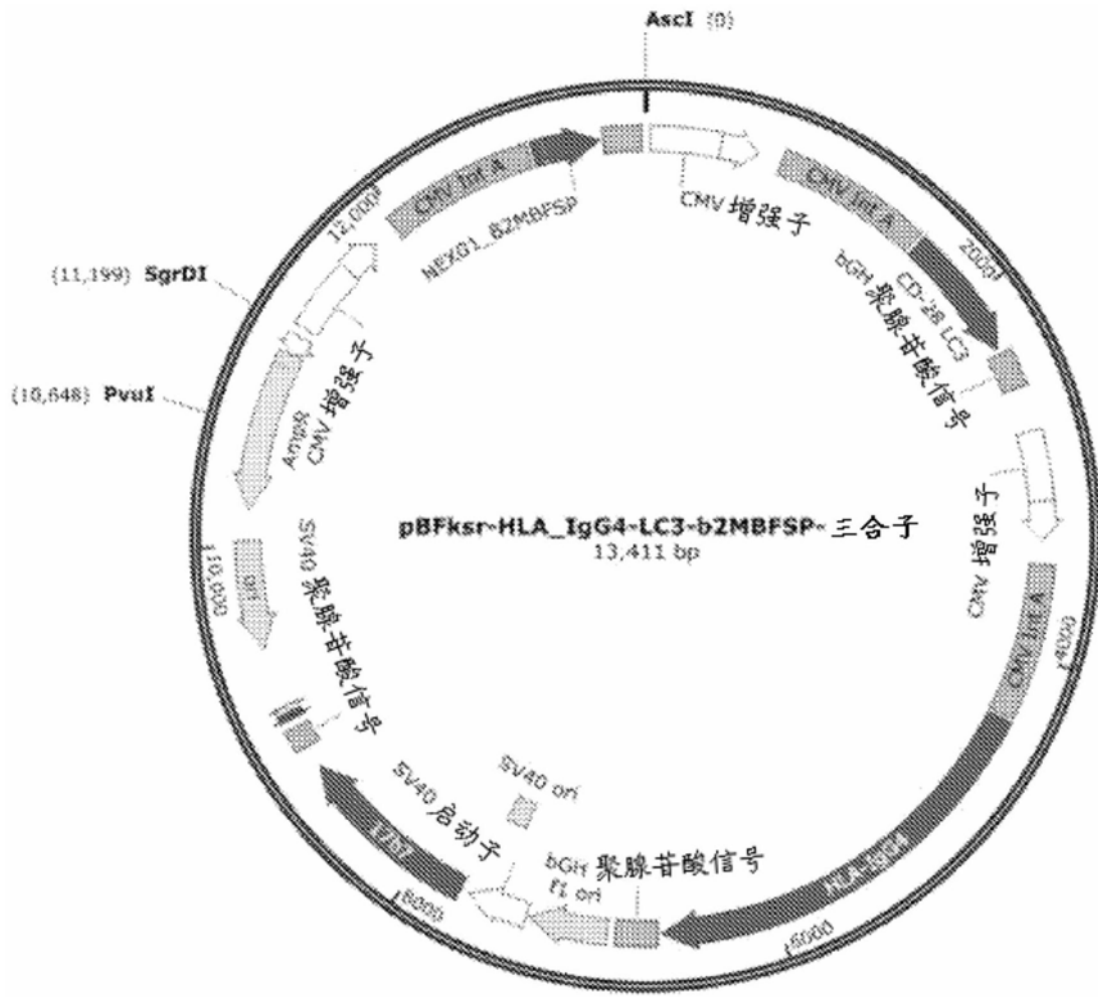 AscI (0)
CMV 增强子
CMV Int A
2000
CD-28 LC3
bGH 聚腺苷酸信号
CMV 增强子
CMV Int A
4000
HLA-IgG4
6000
bGH 聚腺苷酸信号
f1 ori
SV40 ori
SV40 启动子
8000
SV40 聚腺苷酸信号
ori
10,000
AmpR
(10,648) PvuI
(11,199) SgrDI
CMV 增强子
12,000
CMV Int A
NEX01_B2MBFSP
pBFksr-HLA_IgG4-LC3-b2MBFSP-三合子
13,411 bp